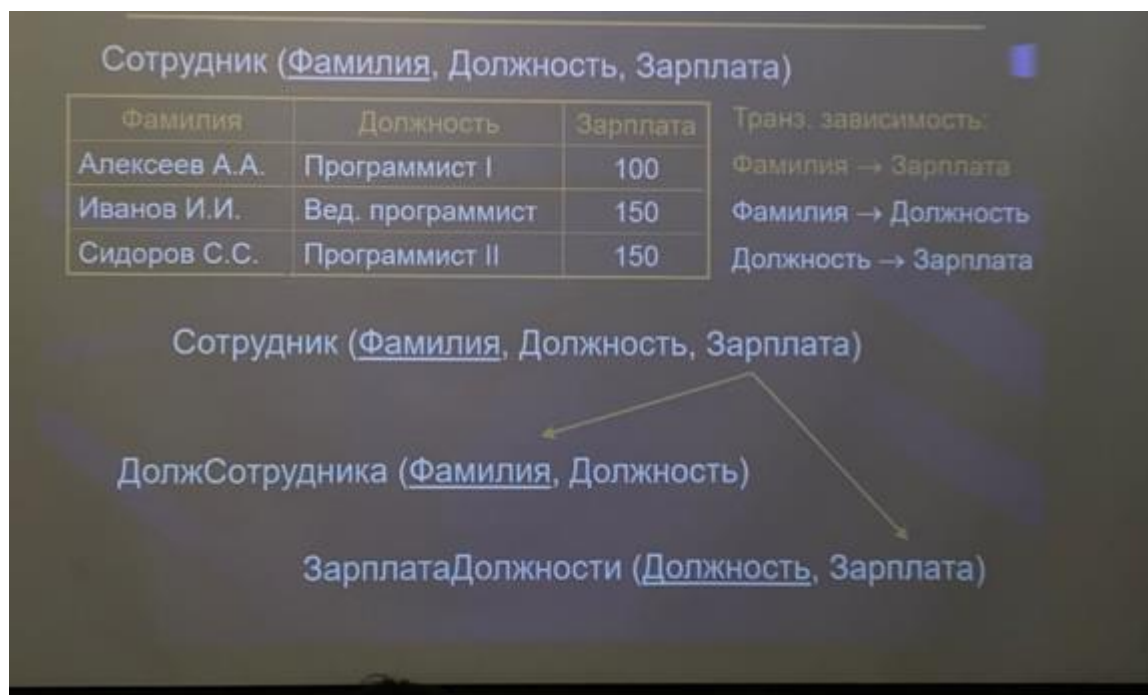 Сотрудник (Фамилия, Должность, Зарплата)
Фамилия Должность Зарплата
Транз. зависимость:
Алексеев А.А. Программист I 100
Фамилия → Зарплата
Иванов И.И. Вед. программист 150
Фамилия → Должность
Сидоров С.С. Программист II 150
Должность → Зарплата
Сотрудник (Фамилия, Должность, Зарплата)
ДолжСотрудника (Фамилия, Должность)
ЗарплатаДолжности (Должность, Зарплата)